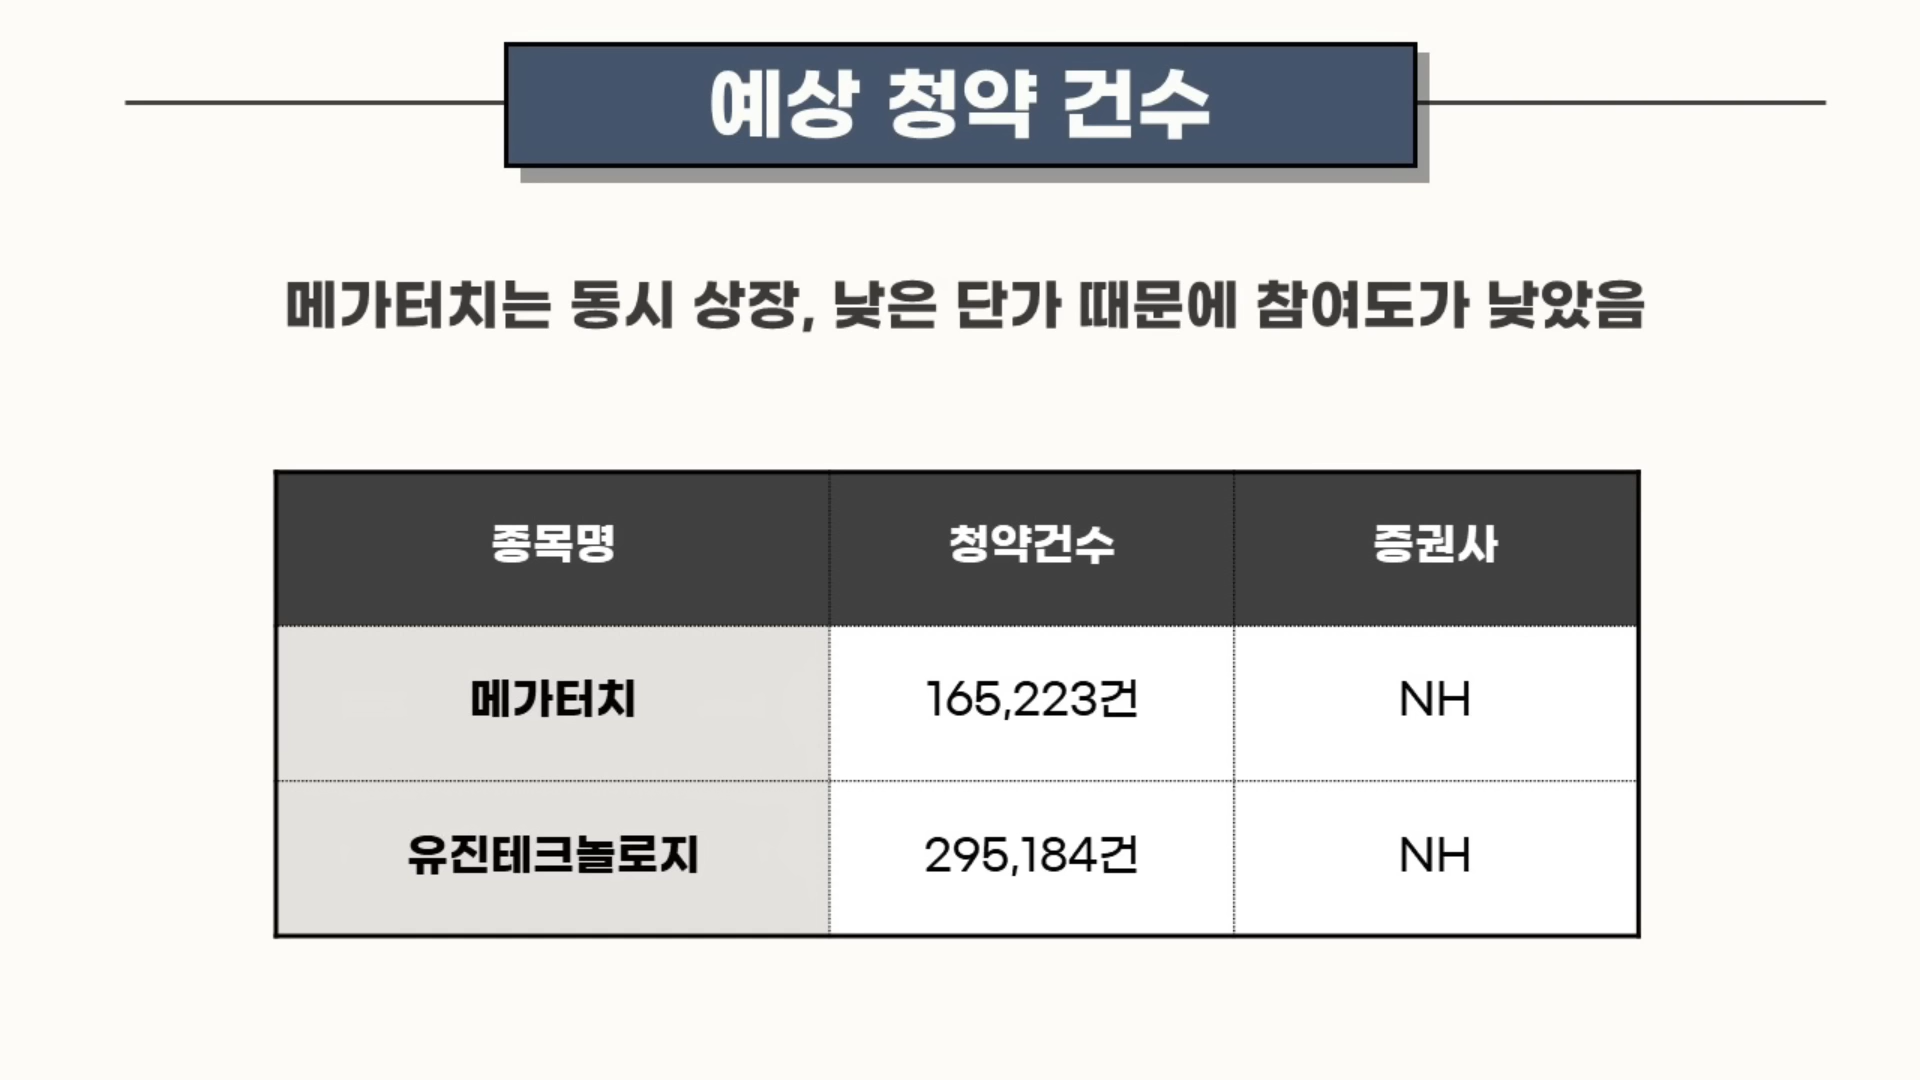 예상 청약 건수
메가터치는 동시 상장, 낮은 단가 때문에 참여도가 낮았음
종목명 청약건수 증권사
메가터치 165,223건 NH
유진테크놀로지 295,184건 NH